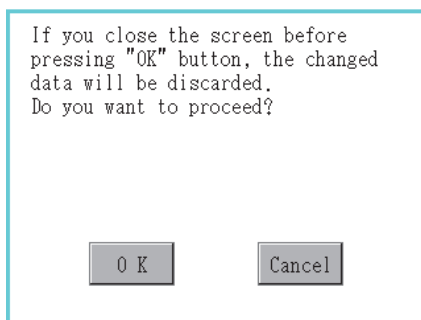 If you close the screen before
pressing "OK" button, the changed
data will be discarded.
Do you want to proceed?
OK Cancel